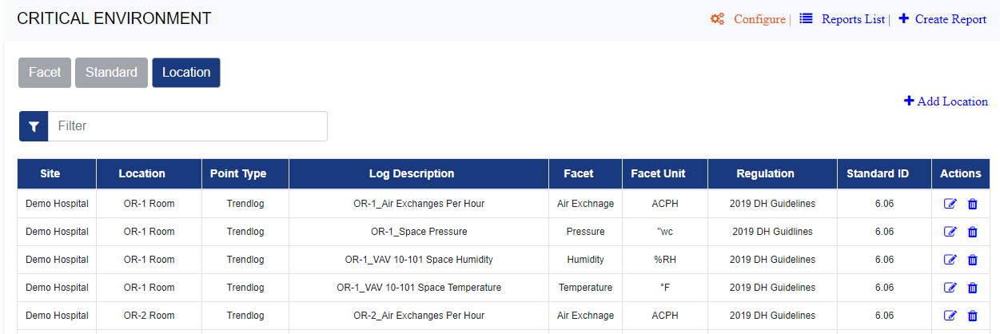 CRITICAL ENVIRONMENT Configure | Reports List | Create Report
Facet Standard Location
Add Location
Filter
Site Location Point Type Log Description Facet Facet Unit Regulation Standard ID Actions
Demo Hospital OR-1 Room Trendlog OR-1_Air Exchanges Per Hour Air Exchnage ACPH 2019 DH Guidelines 6.06
Demo Hospital OR-1 Room Trendlog OR-1_Space Pressure Pressure "wc 2019 DH Guidlines 6.06
Demo Hospital OR-1 Room Trendlog OR-1_VAV 10-101 Space Humidity Humidity %RH 2019 DH Guidelines 6.06
Demo Hospital OR-1 Room Trendlog OR-1_VAV 10-101 Space Temperature Temperature °F 2019 DH Guidelines 6.06
Demo Hospital OR-2 Room Trendlog OR-2_Air Exchanges Per Hour Air Exchnage ACPH 2019 DH Guidelines 6.06